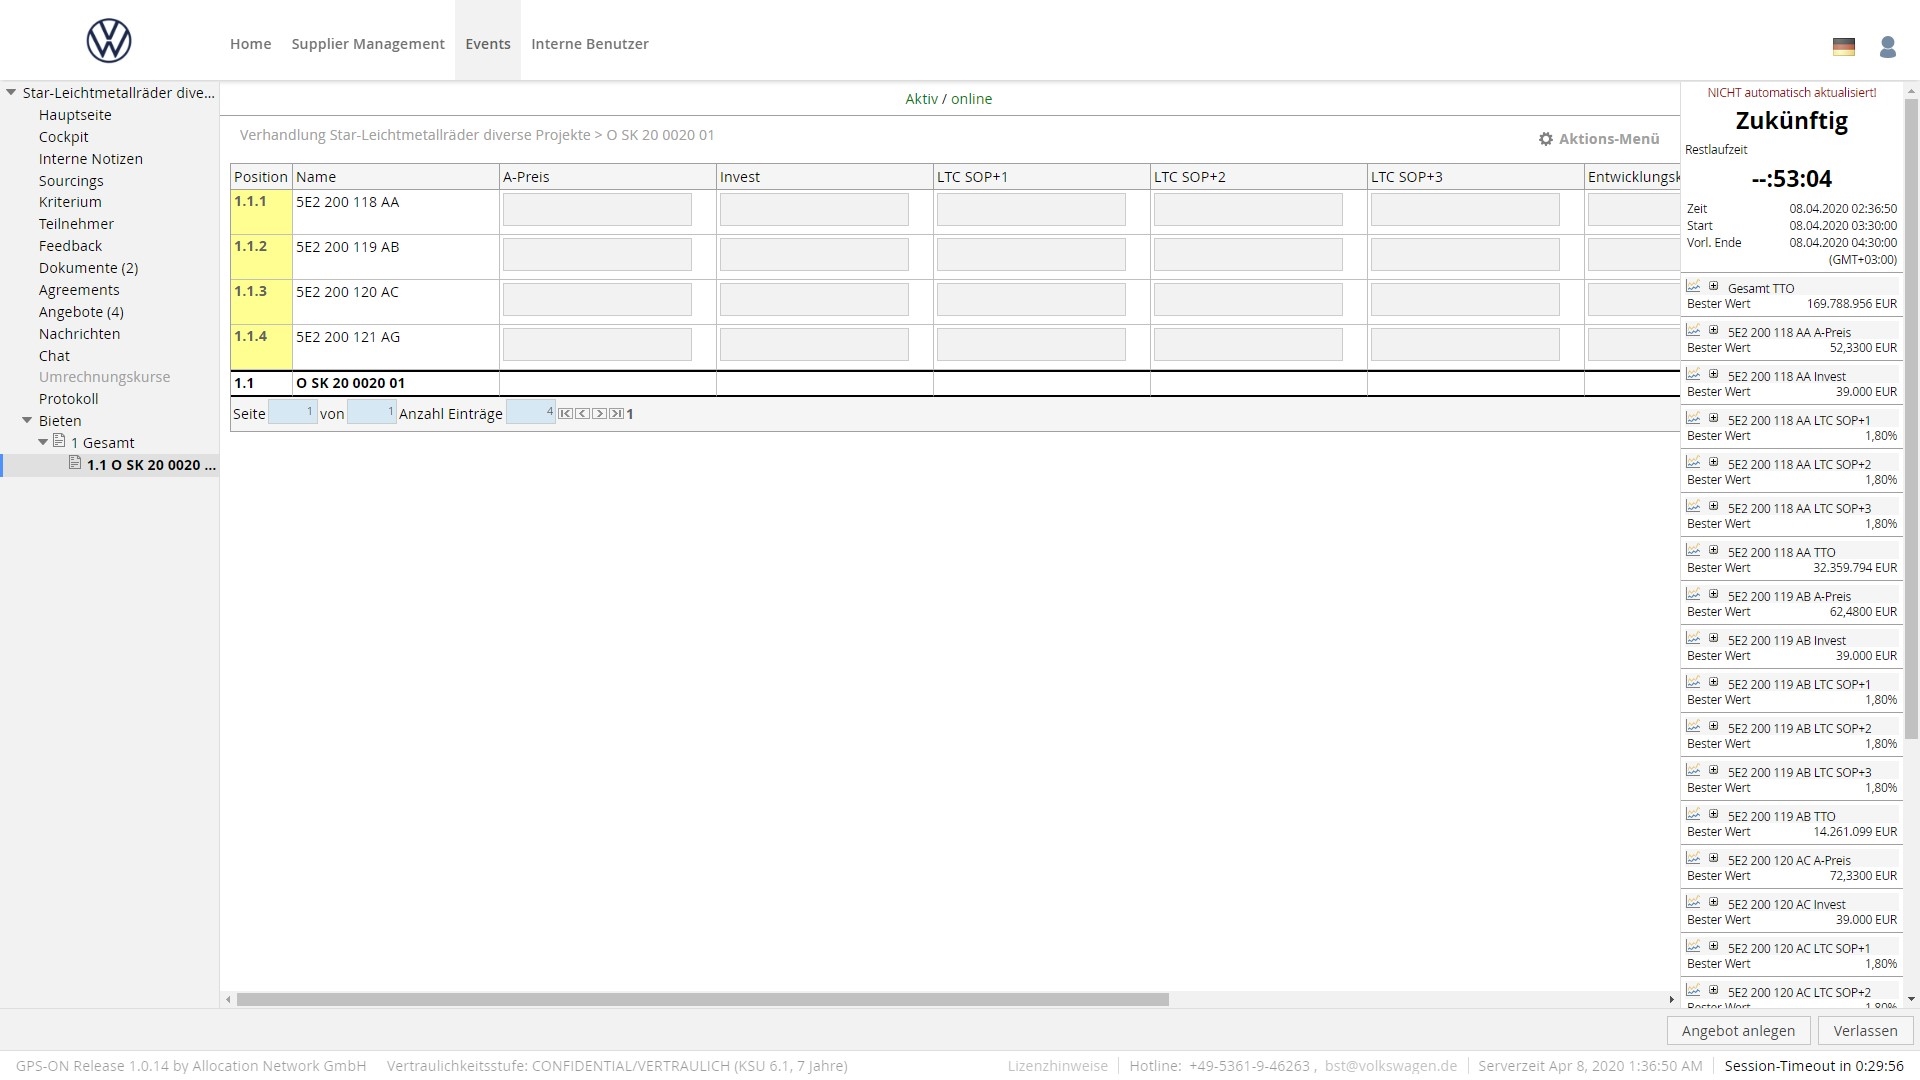 Home
Supplier Management
Events
Interne Benutzer
Star-Leichtmetallräder dive...
Hauptseite
Cockpit
Interne Notizen
Sourcings
Kriterium
Teilnehmer
Feedback
Dokumente (2)
Agreements
Angebote (4)
Nachrichten
Chat
Umrechnungskurse
Protokoll
Bieten
1 Gesamt
1.1 O SK 20 0020 ...
Aktiv / online
Verhandlung Star-Leichtmetallräder diverse Projekte > O SK 20 0020 01
Aktions-Menü
Position Name A-Preis Invest LTC SOP+1 LTC SOP+2 LTC SOP+3 Entwicklungsk
1.1.1 5E2 200 118 AA
1.1.2 5E2 200 119 AB
1.1.3 5E2 200 120 AC
1.1.4 5E2 200 121 AG
1.1 O SK 20 0020 01
Seite 1 von 1 Anzahl Einträge 4 1
NICHT automatisch aktualisiert!
Zukünftig
Restlaufzeit
--:53:04
Zeit 08.04.2020 02:36:50
Start 08.04.2020 03:30:00
Vorl. Ende 08.04.2020 04:30:00
(GMT+03:00)
Gesamt TTO
Bester Wert 169.788.956 EUR
5E2 200 118 AA A-Preis
Bester Wert 52,3300 EUR
5E2 200 118 AA Invest
Bester Wert 39.000 EUR
5E2 200 118 AA LTC SOP+1
Bester Wert 1,80%
5E2 200 118 AA LTC SOP+2
Bester Wert 1,80%
5E2 200 118 AA LTC SOP+3
Bester Wert 1,80%
5E2 200 118 AA TTO
Bester Wert 32.359.794 EUR
5E2 200 119 AB A-Preis
Bester Wert 62,4800 EUR
5E2 200 119 AB Invest
Bester Wert 39.000 EUR
5E2 200 119 AB LTC SOP+1
Bester Wert 1,80%
5E2 200 119 AB LTC SOP+2
Bester Wert 1,80%
5E2 200 119 AB LTC SOP+3
Bester Wert 1,80%
5E2 200 119 AB TTO
Bester Wert 14.261.099 EUR
5E2 200 120 AC A-Preis
Bester Wert 72,3300 EUR
5E2 200 120 AC Invest
Bester Wert 39.000 EUR
5E2 200 120 AC LTC SOP+1
Bester Wert 1,80%
5E2 200 120 AC LTC SOP+2
Bester Wert 1,80%
Angebot anlegen
Verlassen
GPS-ON Release 1.0.14 by Allocation Network GmbH Vertraulichkeitsstufe: CONFIDENTIAL/VERTRAULICH (KSU 6.1, 7 Jahre) Lizenzhinweise Hotline: +49-5361-9-46263 , bst@volkswagen.de Serverzeit Apr 8, 2020 1:36:50 AM Session-Timeout in 0:29:56